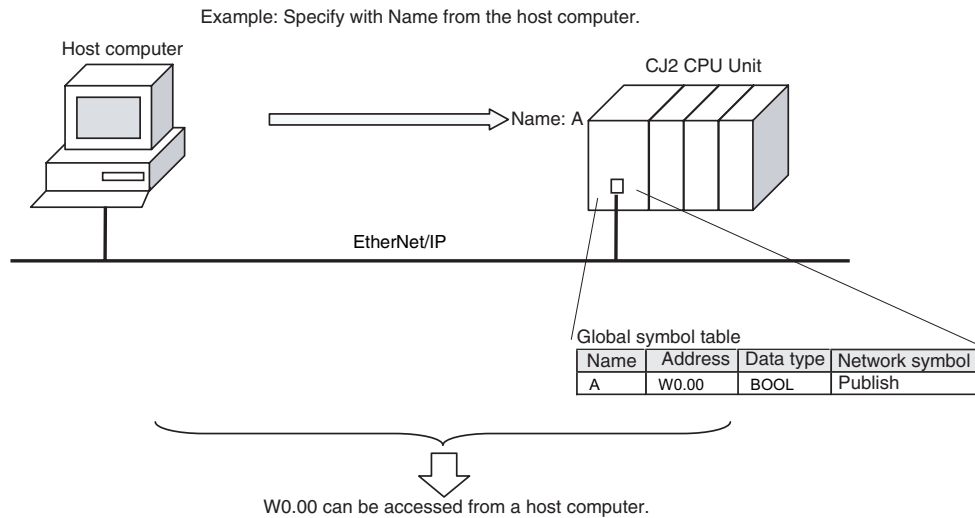 Example: Specify with Name from the host computer.
Host computer
CJ2 CPU Unit
Name: A
EtherNet/IP
Global symbol table
Name Address Data type Network symbol
A W0.00 BOOL Publish
W0.00 can be accessed from a host computer.